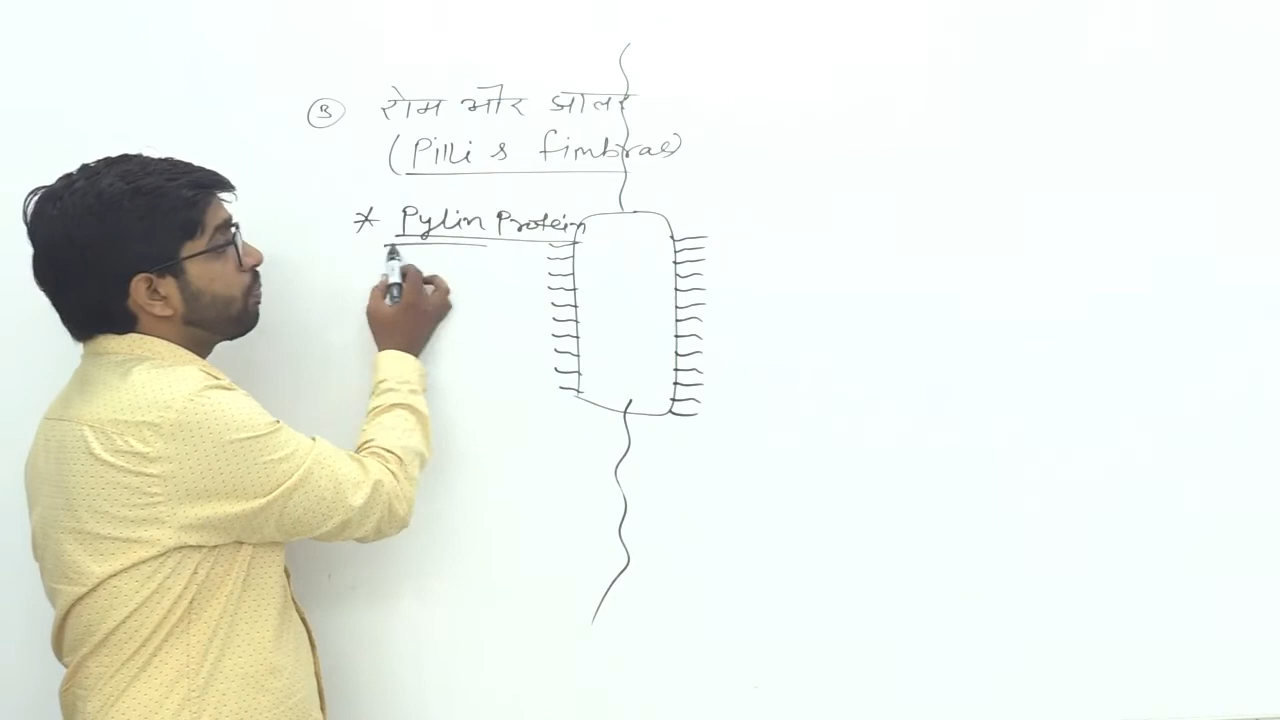 ③ रोम और झालर
(Pilli & fimbrae)
* Pylin Protein